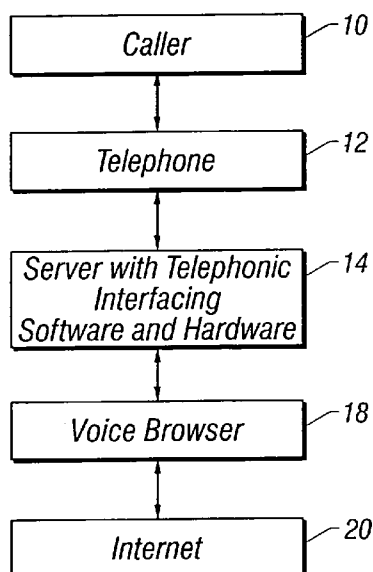 Caller
10
Telephone
12
Server with Telephonic
Interfacing
Software and Hardware
14
Voice Browser
18
Internet
20